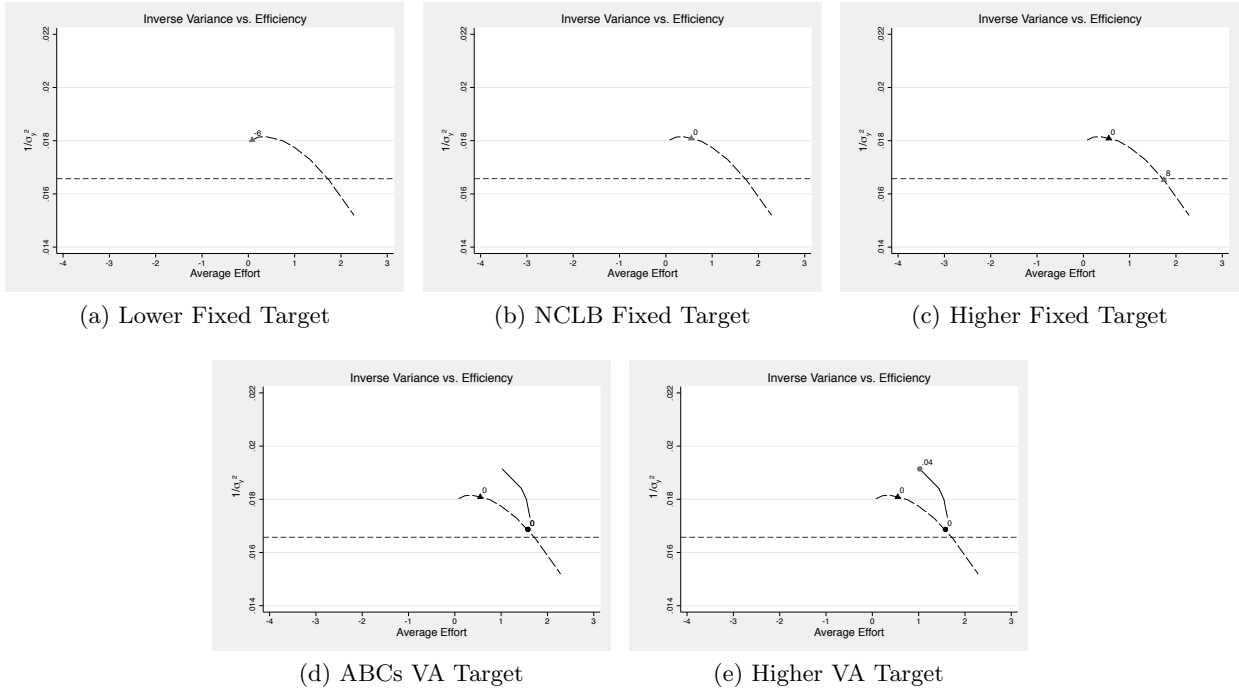 Inverse Variance vs. Efficiency
.022
.02
.018
.016
.014
1/σ_y²
-6
-4 -3 -2 -1 0 1 2 3
Average Effort
(a) Lower Fixed Target
Inverse Variance vs. Efficiency
.022
.02
.018
.016
.014
1/σ_y²
0
-4 -3 -2 -1 0 1 2 3
Average Effort
(b) NCLB Fixed Target
Inverse Variance vs. Efficiency
.022
.02
.018
.016
.014
1/σ_y²
0
8
-4 -3 -2 -1 0 1 2 3
Average Effort
(c) Higher Fixed Target
Inverse Variance vs. Efficiency
.022
.02
.018
.016
.014
1/σ_y²
0
0
-4 -3 -2 -1 0 1 2 3
Average Effort
(d) ABCs VA Target
Inverse Variance vs. Efficiency
.022
.02
.018
.016
.014
1/σ_y²
.04
0
0
-4 -3 -2 -1 0 1 2 3
Average Effort
(e) Higher VA Target